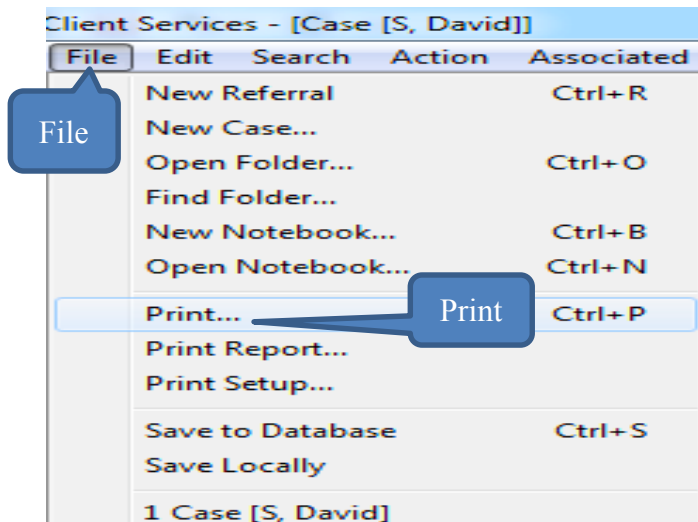 Client Services - [Case [S, David]]
File Edit Search Action Associated
New Referral Ctrl+R
File
New Case...
Open Folder... Ctrl+O
Find Folder...
New Notebook... Ctrl+B
Open Notebook... Ctrl+N
Print... Print Ctrl+P
Print Report...
Print Setup...
Save to Database Ctrl+S
Save Locally
1 Case [S, David]